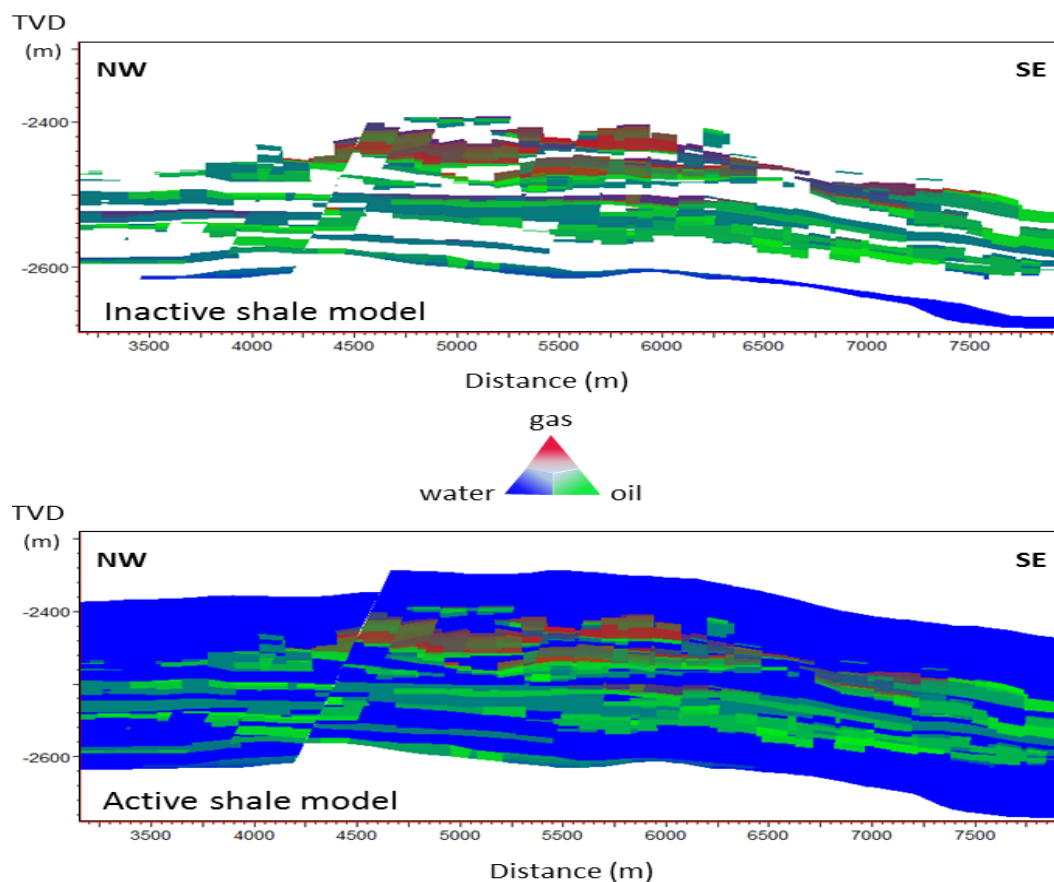 TVD
(m)
NW SE
-2400
-2600
Inactive shale model
3500 4000 4500 5000 5500 6000 6500 7000 7500
Distance (m)
gas
water oil
TVD
(m)
NW SE
-2400
-2600
Active shale model
3500 4000 4500 5000 5500 6000 6500 7000 7500
Distance (m)